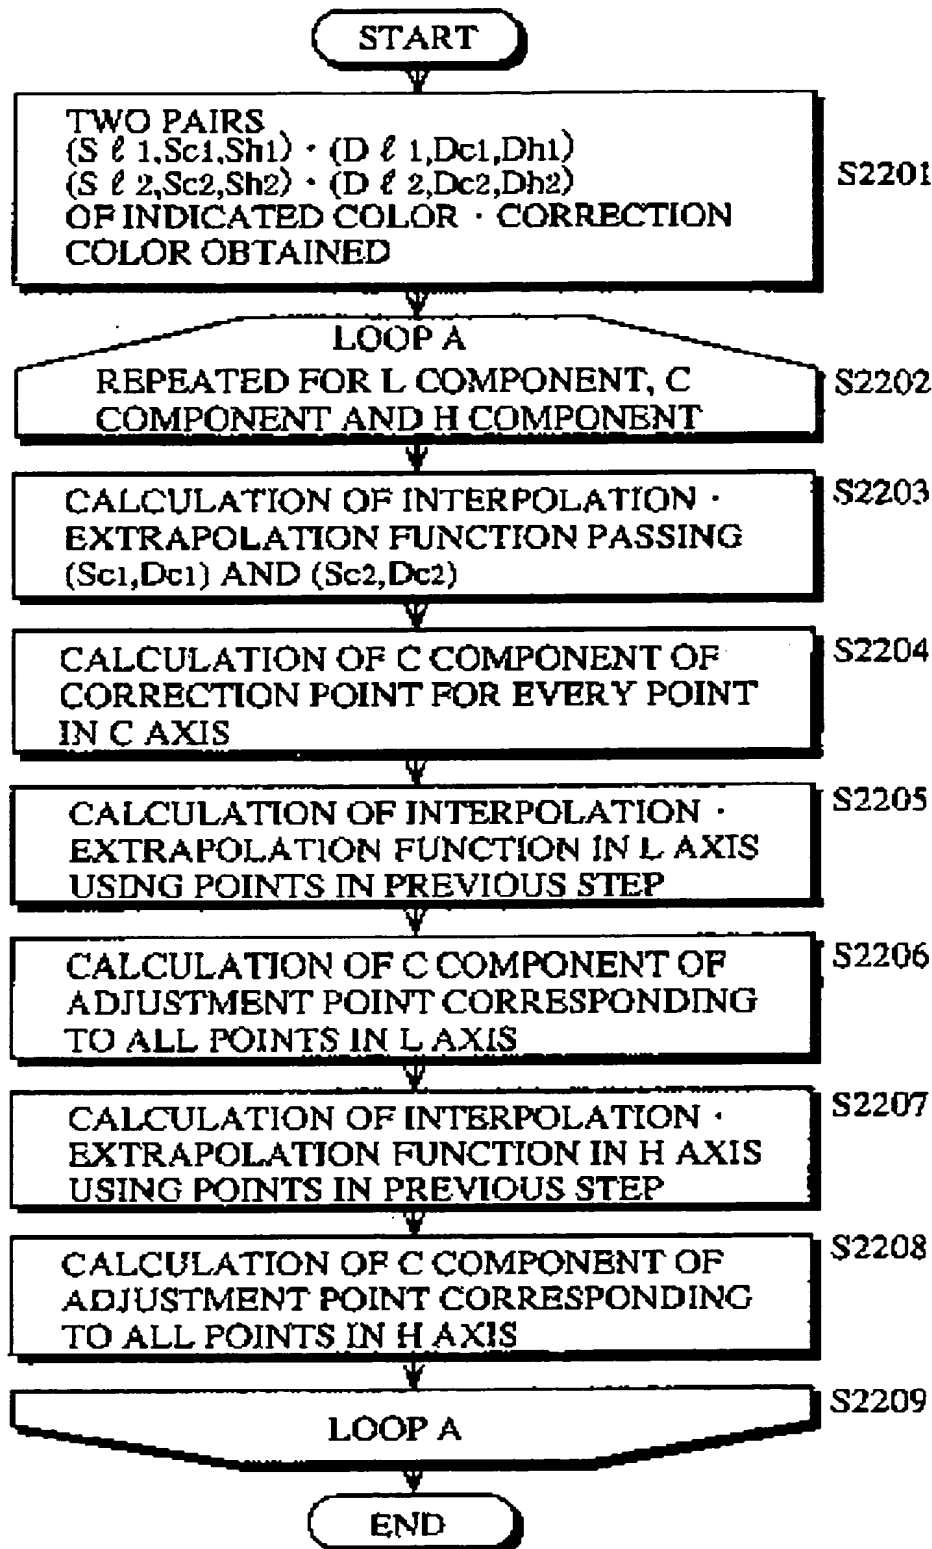 START
TWO PAIRS
(S ℓ 1,Sc1,Sh1) · (D ℓ 1,Dc1,Dh1)
(S ℓ 2,Sc2,Sh2) · (D ℓ 2,Dc2,Dh2)
OF INDICATED COLOR · CORRECTION
COLOR OBTAINED
S2201
LOOP A
REPEATED FOR L COMPONENT, C
COMPONENT AND H COMPONENT
S2202
CALCULATION OF INTERPOLATION ·
EXTRAPOLATION FUNCTION PASSING
(Sc1,Dc1) AND (Sc2,Dc2)
S2203
CALCULATION OF C COMPONENT OF
CORRECTION POINT FOR EVERY POINT
IN C AXIS
S2204
CALCULATION OF INTERPOLATION ·
EXTRAPOLATION FUNCTION IN L AXIS
USING POINTS IN PREVIOUS STEP
S2205
CALCULATION OF C COMPONENT OF
ADJUSTMENT POINT CORRESPONDING
TO ALL POINTS IN L AXIS
S2206
CALCULATION OF INTERPOLATION ·
EXTRAPOLATION FUNCTION IN H AXIS
USING POINTS IN PREVIOUS STEP
S2207
CALCULATION OF C COMPONENT OF
ADJUSTMENT POINT CORRESPONDING
TO ALL POINTS IN H AXIS
S2208
LOOP A
S2209
END